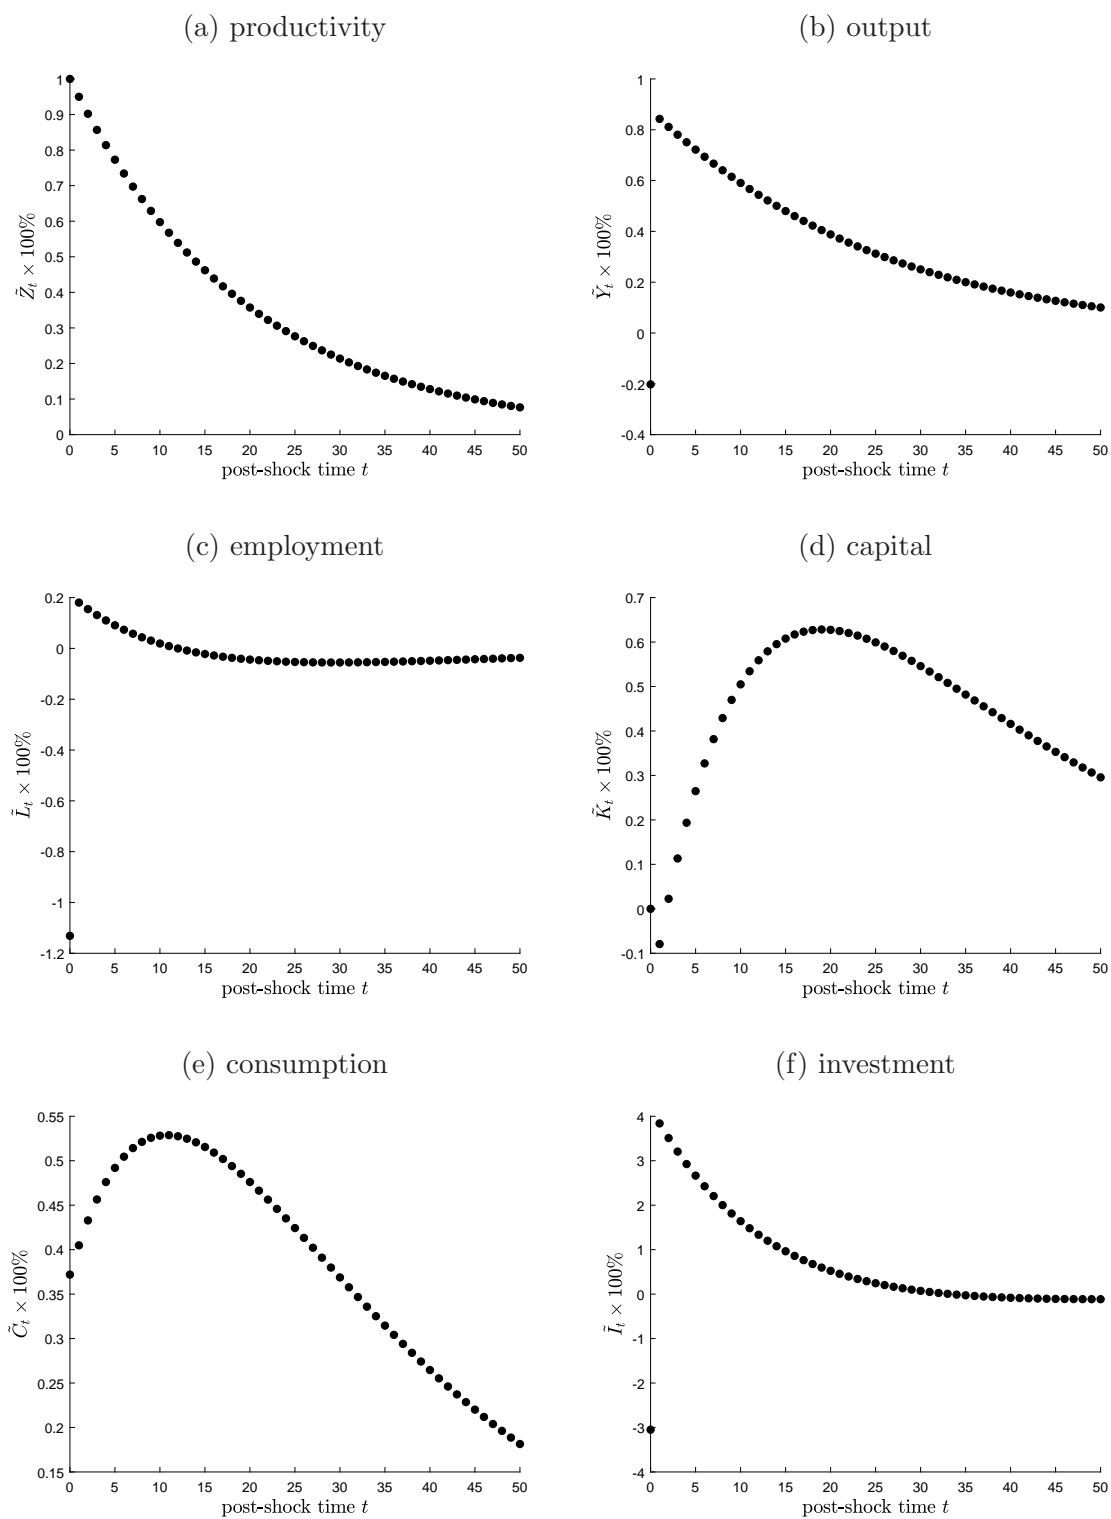 (a) productivity
1
0.9
0.8
0.7
0.6
0.5
0.4
0.3
0.2
0.1
0
Z̃_t × 100%
0 5 10 15 20 25 30 35 40 45 50
post-shock time t
(b) output
1
0.8
0.6
0.4
0.2
0
-0.2
-0.4
Ỹ_t × 100%
0 5 10 15 20 25 30 35 40 45 50
post-shock time t
(c) employment
0.2
0
-0.2
-0.4
-0.6
-0.8
-1
-1.2
L̃_t × 100%
0 5 10 15 20 25 30 35 40 45 50
post-shock time t
(d) capital
0.7
0.6
0.5
0.4
0.3
0.2
0.1
0
-0.1
K̃_t × 100%
0 5 10 15 20 25 30 35 40 45 50
post-shock time t
(e) consumption
0.55
0.5
0.45
0.4
0.35
0.3
0.25
0.2
0.15
C̃_t × 100%
0 5 10 15 20 25 30 35 40 45 50
post-shock time t
(f) investment
4
3
2
1
0
-1
-2
-3
-4
Ĩ_t × 100%
0 5 10 15 20 25 30 35 40 45 50
post-shock time t